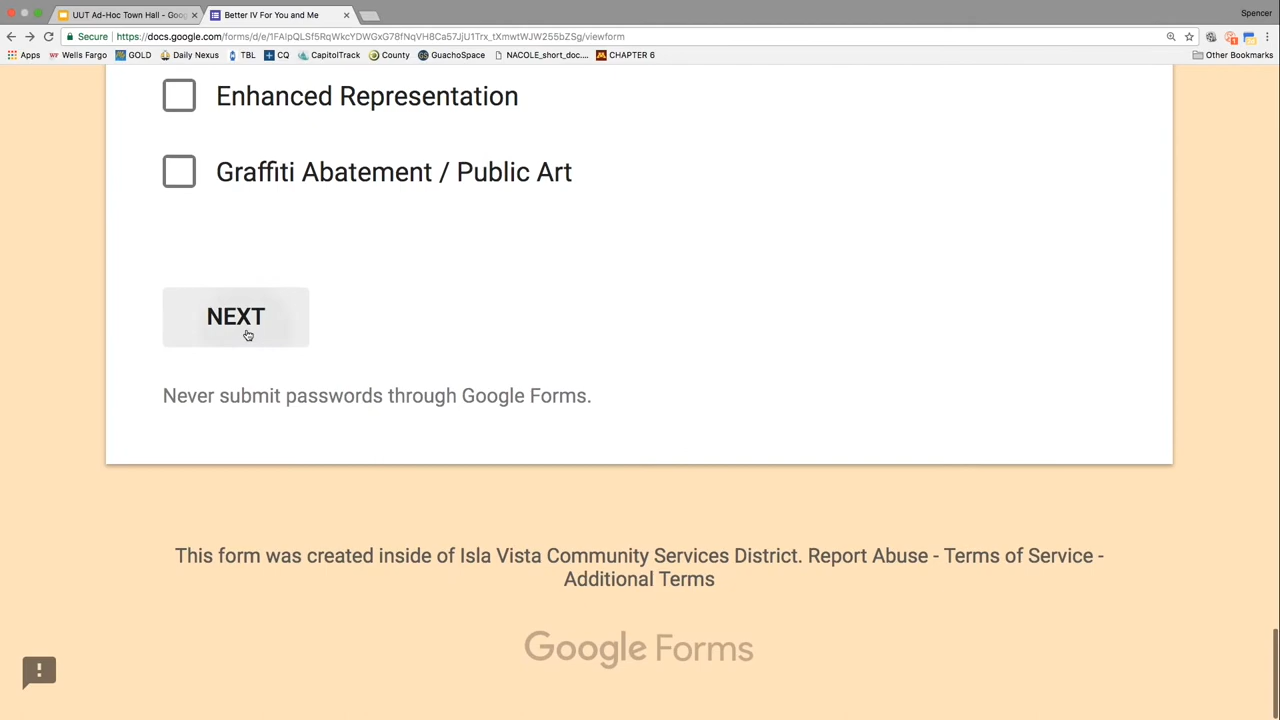 UUT Ad-Hoc Town Hall - Goog
Better IV For You and Me
Spencer
Secure
https://docs.google.com/forms/d/e/1FAIpQLSf5RqWkcYDWGxG78fNqVH8Ca57JjU1Trx_tXmwtWJW255bZSg/viewform
Apps
Wells Fargo
GOLD
Daily Nexus
TBL
CQ
CapitolTrack
County
GauchoSpace
NACOLE_short_doc....
CHAPTER 6
Other Bookmarks
Enhanced Representation
Graffiti Abatement / Public Art
NEXT
Never submit passwords through Google Forms.
This form was created inside of Isla Vista Community Services District. Report Abuse - Terms of Service -
Additional Terms
Google Forms